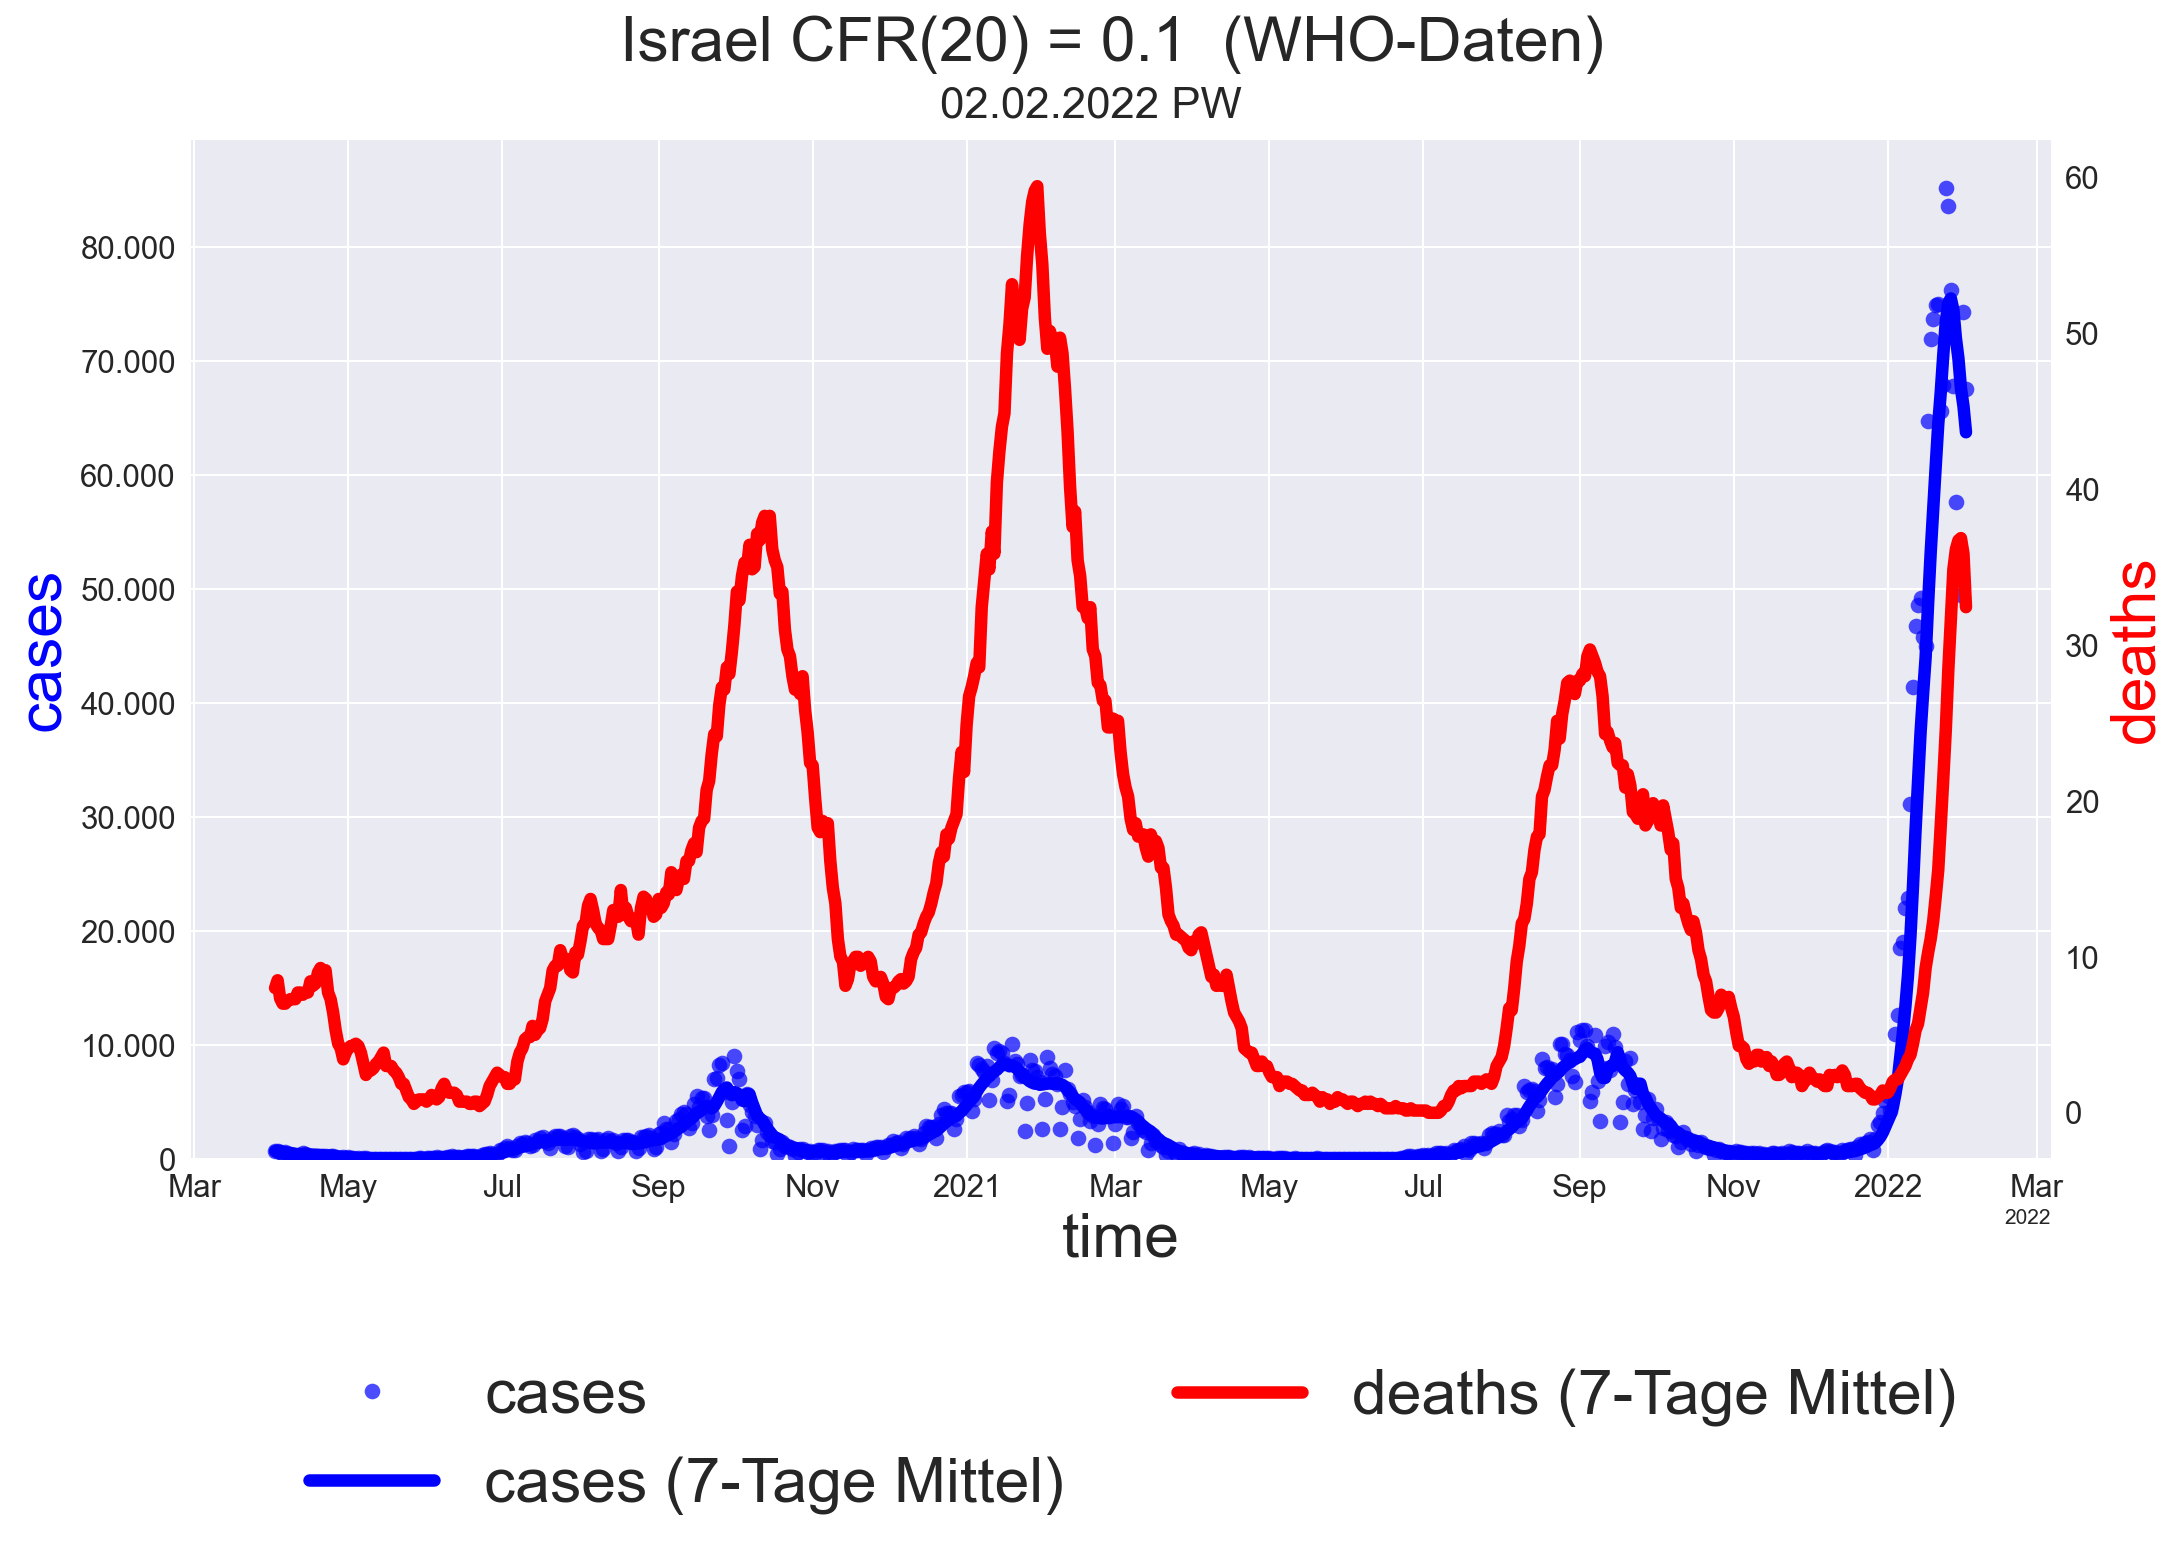 Israel CFR(20) = 0.1 (WHO-Daten)
02.02.2022 PW
cases
80.000
70.000
60.000
50.000
40.000
30.000
20.000
10.000
0
60
50
40
30
20
10
0
deaths
Mar May Jul Sep Nov 2021 Mar May Jul Sep Nov 2022 Mar
2022
time
cases
deaths (7-Tage Mittel)
cases (7-Tage Mittel)